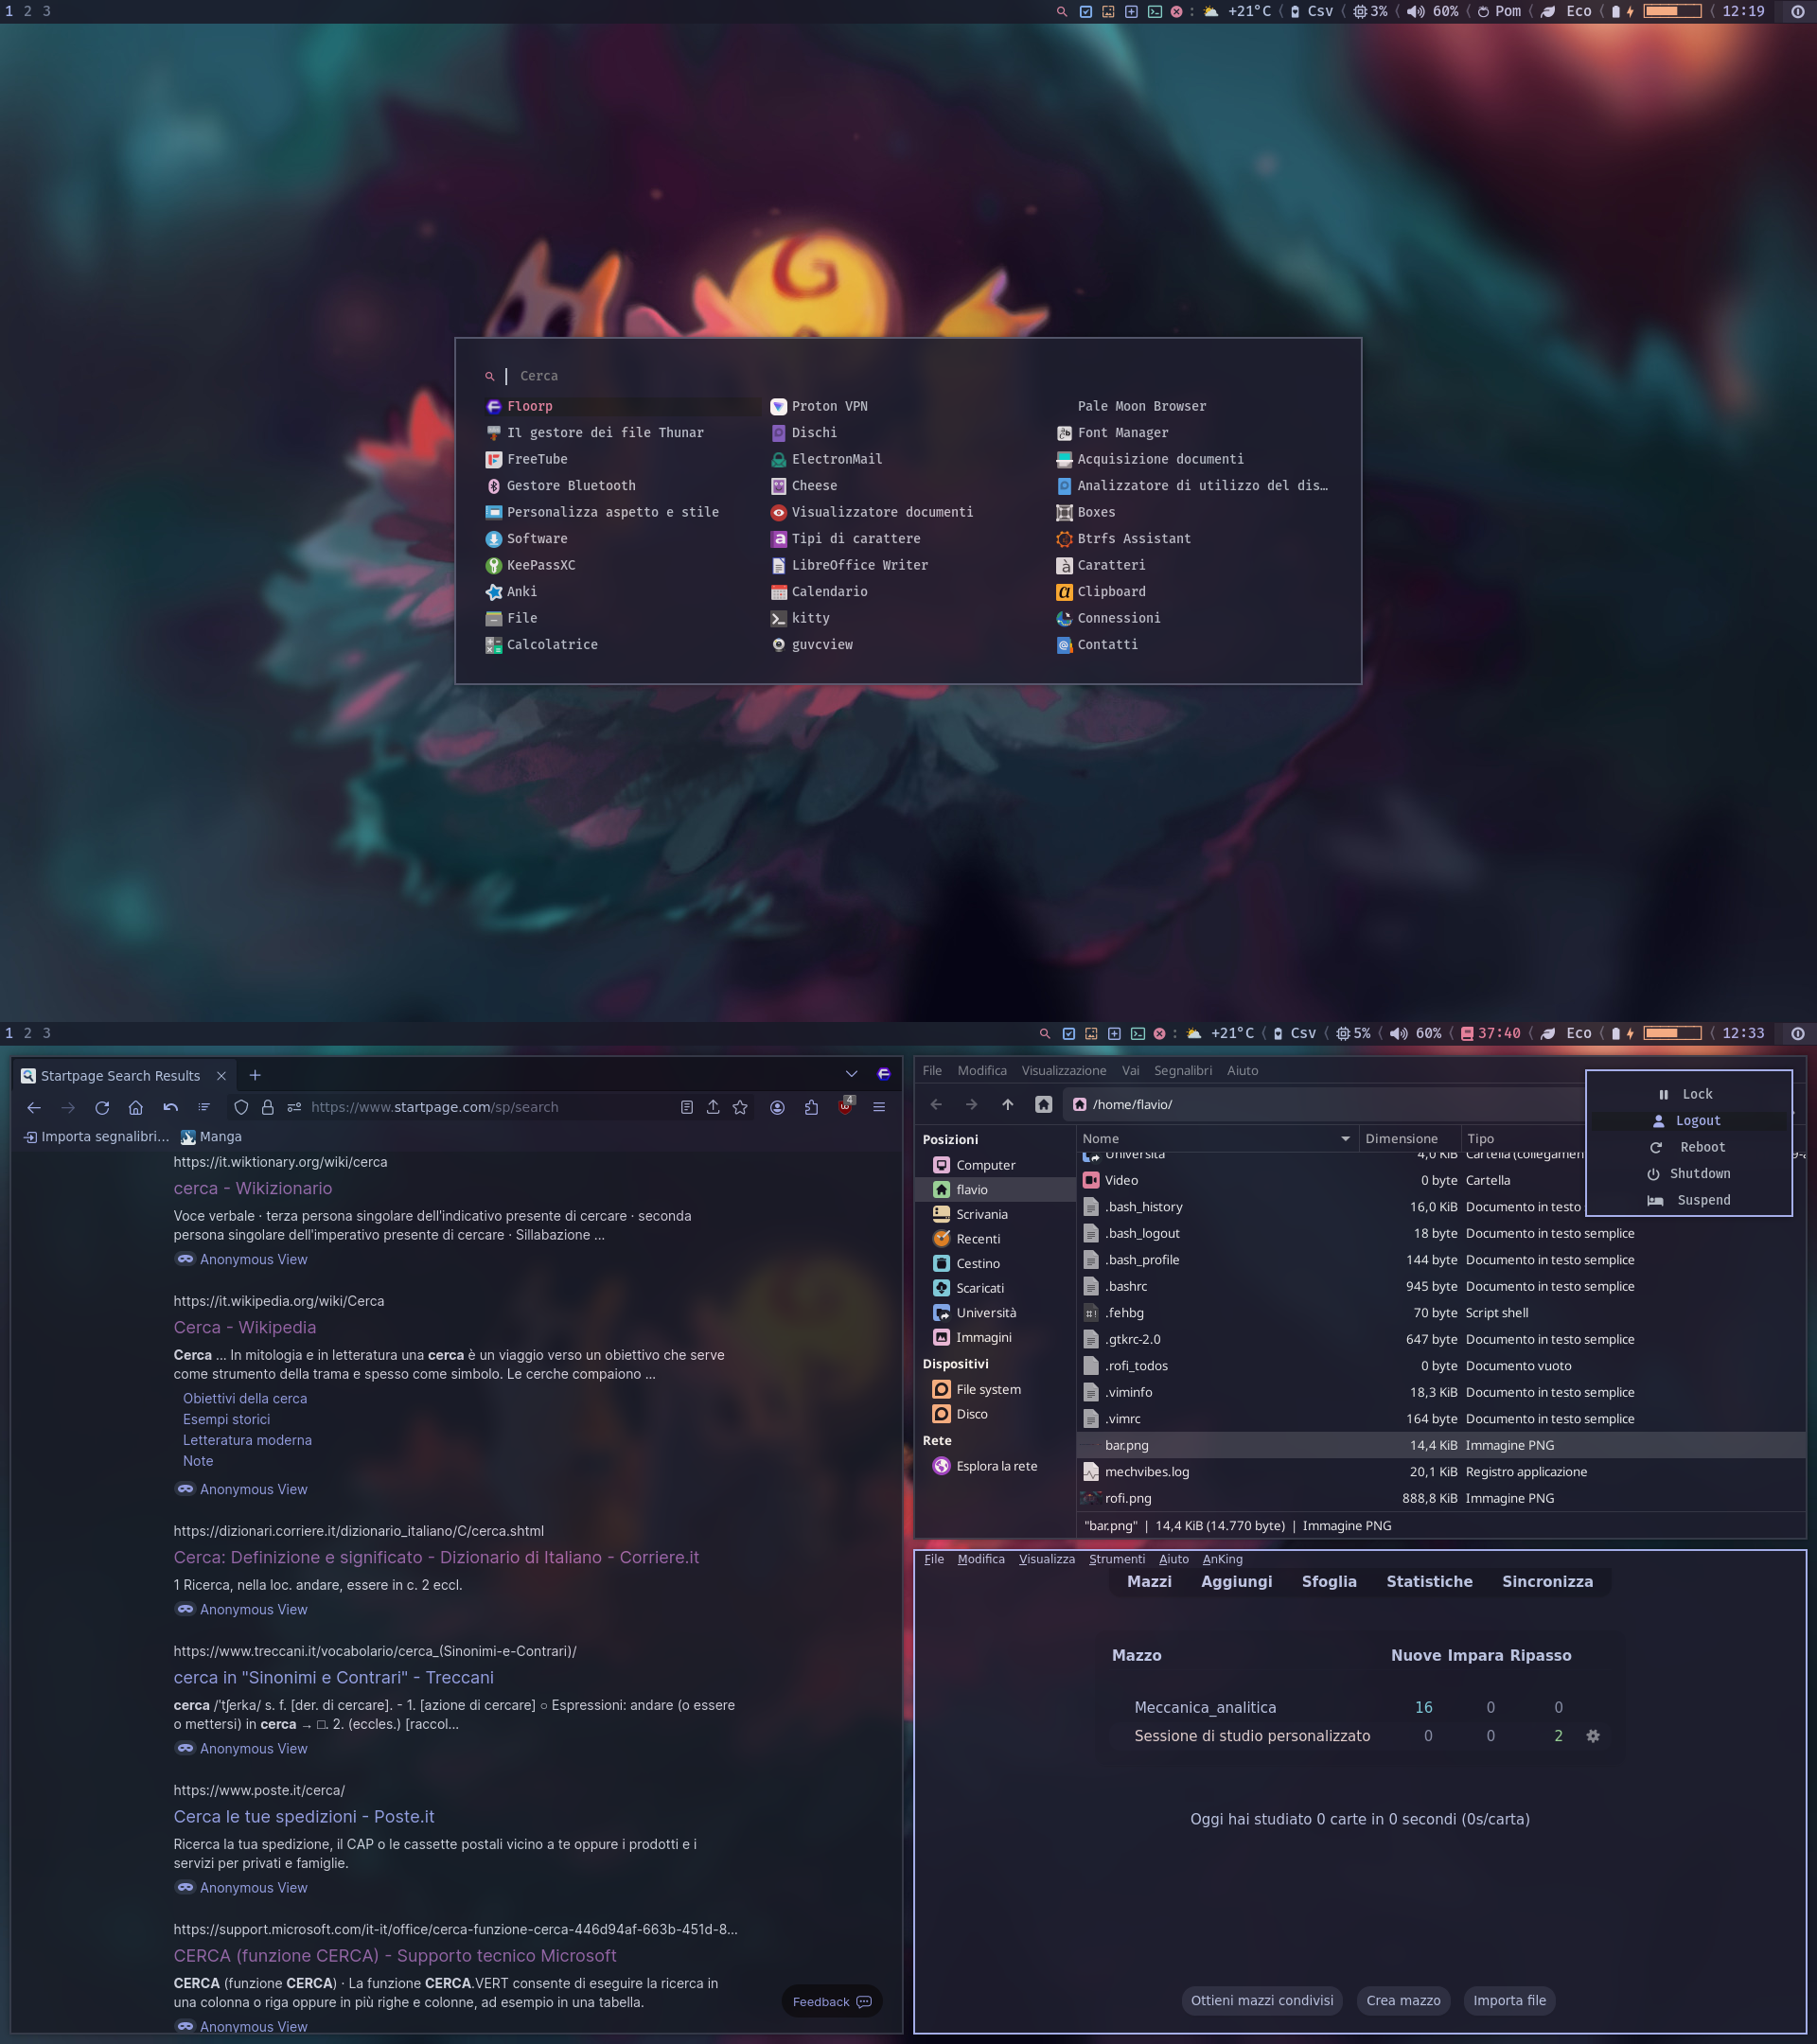 1 2 3
+21°C Csv 3% 60% Pom Eco 12:19
Cerca
Floorp
Il gestore dei file Thunar
FreeTube
Gestore Bluetooth
Personalizza aspetto e stile
Software
KeePassXC
Anki
File
Calcolatrice
Proton VPN
Dischi
ElectronMail
Cheese
Visualizzatore documenti
Tipi di carattere
LibreOffice Writer
Calendario
kitty
guvcview
Pale Moon Browser
Font Manager
Acquisizione documenti
Analizzatore di utilizzo del dis…
Boxes
Btrfs Assistant
Caratteri
Clipboard
Connessioni
Contatti
1 2 3
+21°C Csv 5% 60% 37:40 Eco 12:33
Startpage Search Results
https://www.startpage.com/sp/search
4
Importa segnalibri… Manga
https://it.wiktionary.org/wiki/cerca
cerca - Wikizionario
Voce verbale · terza persona singolare dell'indicativo presente di cercare · seconda
persona singolare dell'imperativo presente di cercare · Sillabazione ...
Anonymous View
https://it.wikipedia.org/wiki/Cerca
Cerca - Wikipedia
Cerca ... In mitologia e in letteratura una cerca è un viaggio verso un obiettivo che serve
come strumento della trama e spesso come simbolo. Le cerche compaiono ...
Obiettivi della cerca
Esempi storici
Letteratura moderna
Note
Anonymous View
https://dizionari.corriere.it/dizionario_italiano/C/cerca.shtml
Cerca: Definizione e significato - Dizionario di Italiano - Corriere.it
1 Ricerca, nella loc. andare, essere in c. 2 eccl.
Anonymous View
https://www.treccani.it/vocabolario/cerca_(Sinonimi-e-Contrari)/
cerca in "Sinonimi e Contrari" - Treccani
cerca /'tʃerka/ s. f. [der. di cercare]. - 1. [azione di cercare] ○ Espressioni: andare (o essere
o mettersi) in cerca → □. 2. (eccles.) [raccol...
Anonymous View
https://www.poste.it/cerca/
Cerca le tue spedizioni - Poste.it
Ricerca la tua spedizione, il CAP o le cassette postali vicino a te oppure i prodotti e i
servizi per privati e famiglie.
Anonymous View
https://support.microsoft.com/it-it/office/cerca-funzione-cerca-446d94af-663b-451d-8...
CERCA (funzione CERCA) - Supporto tecnico Microsoft
CERCA (funzione CERCA) · La funzione CERCA.VERT consente di eseguire la ricerca in
una colonna o riga oppure in più righe e colonne, ad esempio in una tabella.
Anonymous View
Feedback
File Modifica Visualizzazione Vai Segnalibri Aiuto
/home/flavio/
Lock
Logout
Reboot
Shutdown
Suspend
Posizioni
Computer
flavio
Scrivania
Recenti
Cestino
Scaricati
Università
Immagini
Dispositivi
File system
Disco
Rete
Esplora la rete
Nome Dimensione Tipo
Università 4,0 KiB Cartella (collegamen
Video 0 byte Cartella
.bash_history 16,0 KiB Documento in testo
.bash_logout 18 byte Documento in testo semplice
.bash_profile 144 byte Documento in testo semplice
.bashrc 945 byte Documento in testo semplice
.fehbg 70 byte Script shell
.gtkrc-2.0 647 byte Documento in testo semplice
.rofi_todos 0 byte Documento vuoto
.viminfo 18,3 KiB Documento in testo semplice
.vimrc 164 byte Documento in testo semplice
bar.png 14,4 KiB Immagine PNG
mechvibes.log 20,1 KiB Registro applicazione
rofi.png 888,8 KiB Immagine PNG
"bar.png" | 14,4 KiB (14.770 byte) | Immagine PNG
File Modifica Visualizza Strumenti Aiuto AnKing
Mazzi Aggiungi Sfoglia Statistiche Sincronizza
Mazzo Nuove Impara Ripasso
Meccanica_analitica 16 0 0
Sessione di studio personalizzato 0 0 2
Oggi hai studiato 0 carte in 0 secondi (0s/carta)
Ottieni mazzi condivisi Crea mazzo Importa file